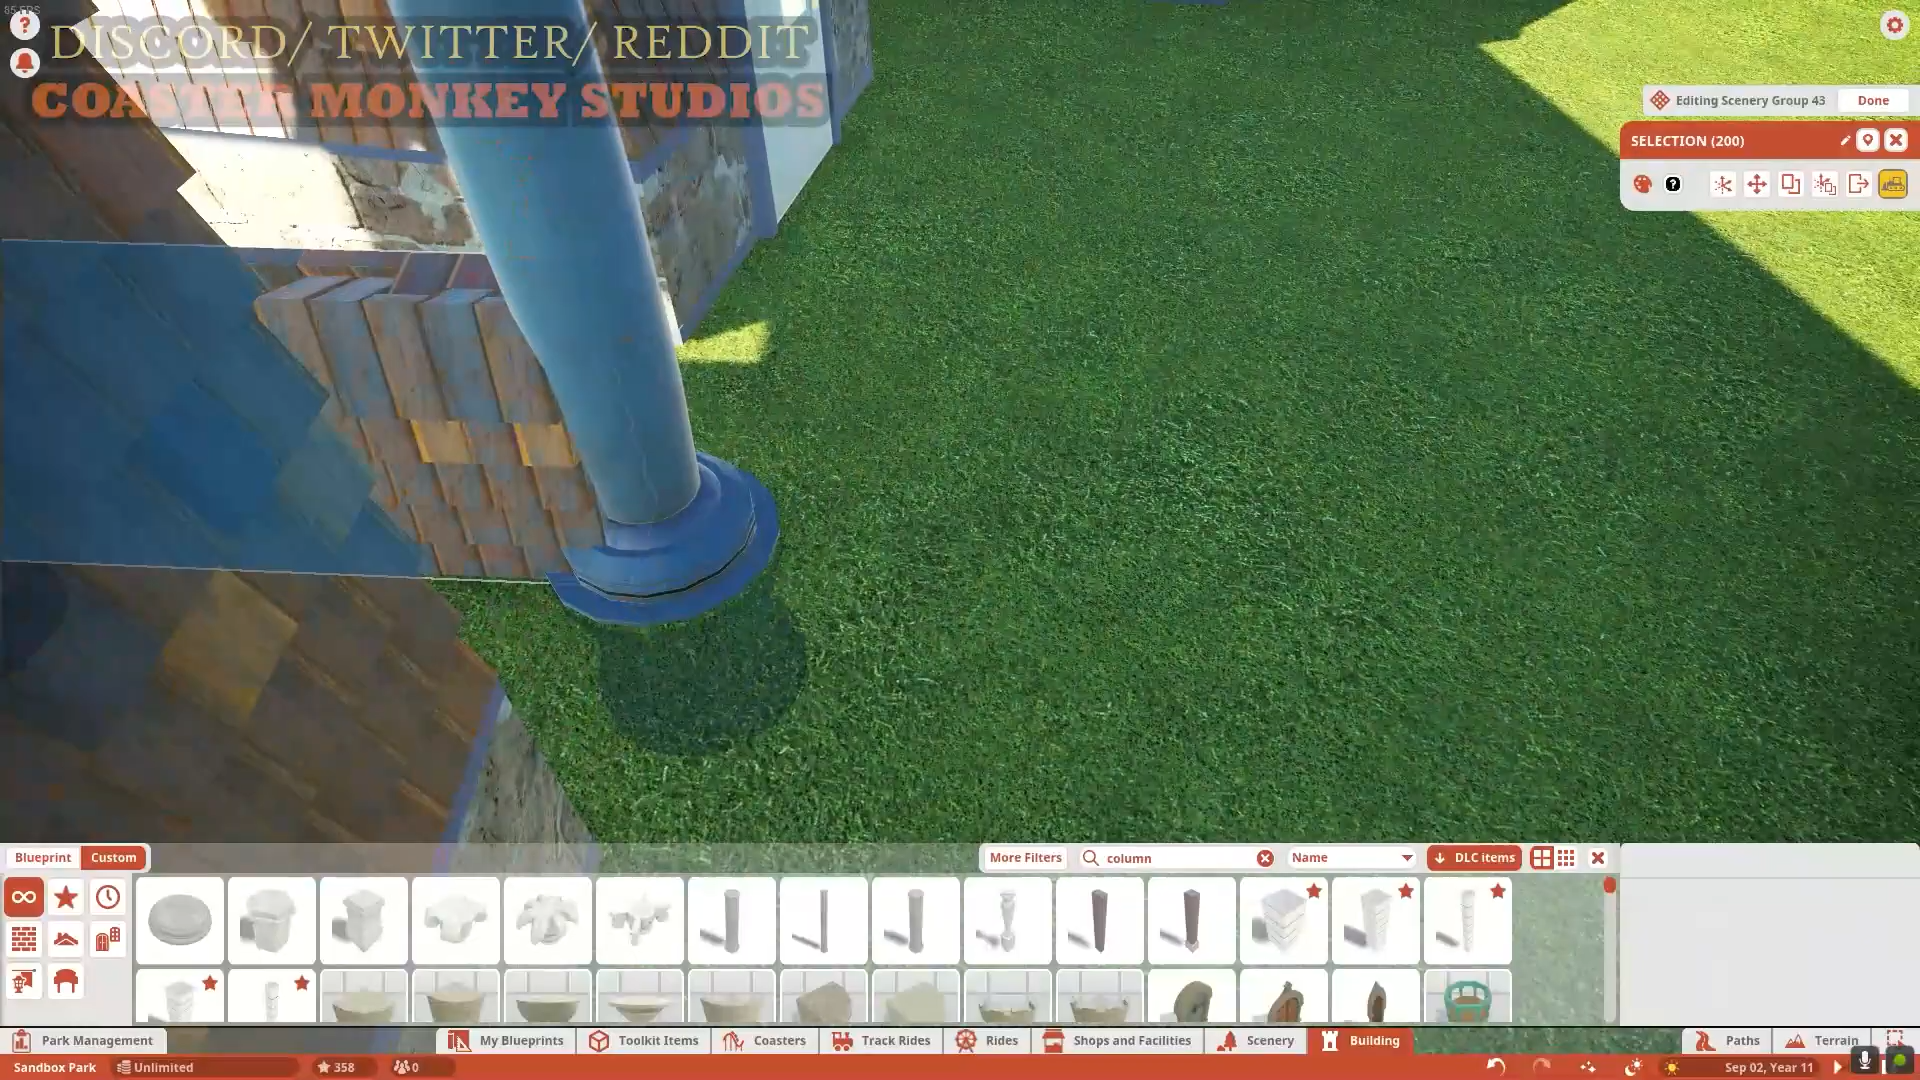 85 FPS
DISCORD/ TWITTER/ REDDIT
COASTER MONKEY STUDIOS
Editing Scenery Group 43
Done
SELECTION (200)
Blueprint
Custom
More Filters
column
Name
DLC items
Park Management
My Blueprints
Toolkit Items
Coasters
Track Rides
Rides
Shops and Facilities
Scenery
Building
Paths
Terrain
Sandbox Park
Unlimited
358
0
Sep 02, Year 11